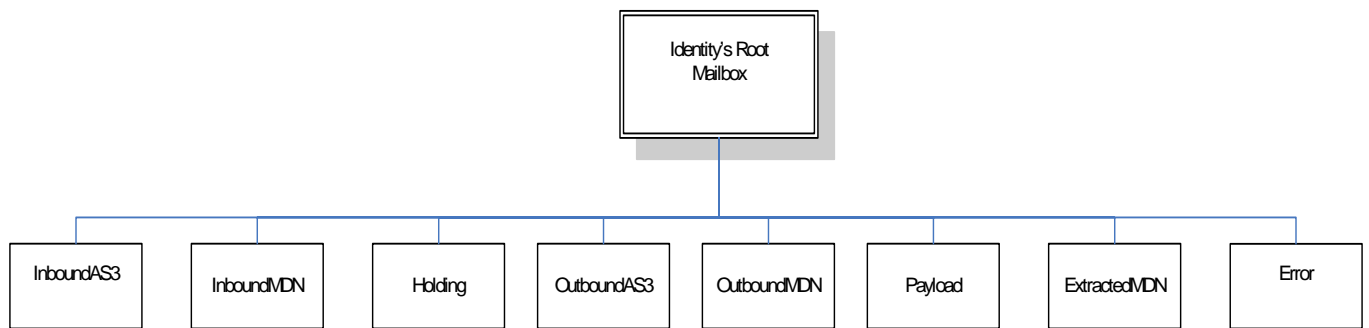 Identity's Root
Mailbox
InboundAS3
InboundMDN
Holding
OutboundAS3
OutboundMDN
Payload
ExtractedMDN
Error